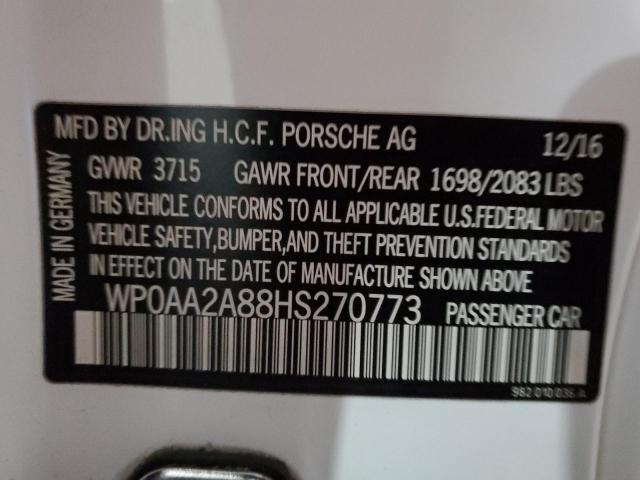 MFD BY DR.ING H.C.F. PORSCHE AG 12/16
GVWR 3715 GAWR FRONT/REAR 1698/2083 LBS
THIS VEHICLE CONFORMS TO ALL APPLICABLE U.S.FEDERAL MOTOR
VEHICLE SAFETY,BUMPER,AND THEFT PREVENTION STANDARDS
IN EFFECT ON THE DATE OF MANUFACTURE SHOWN ABOVE
WP0AA2A88HS270773 PASSENGER CAR
982 010 036 A
MADE IN GERMANY